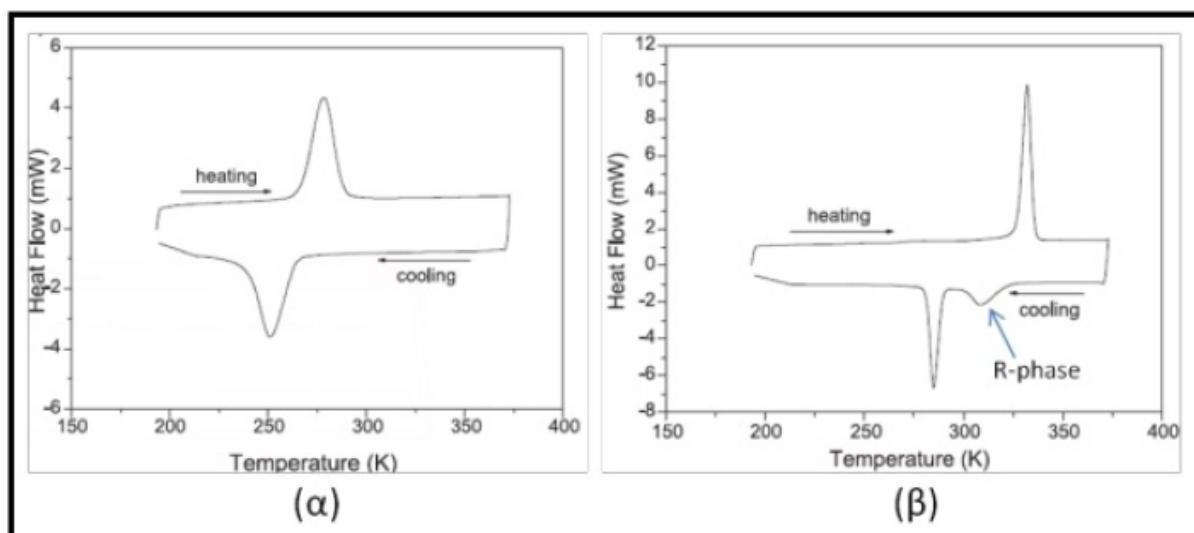 6
4
2
0
-2
-4
-6
150
200
250
300
350
400
Heat Flow (mW)
Temperature (K)
heating
cooling
(α)
12
10
8
6
4
2
0
-2
-4
-6
-8
150
200
250
300
350
400
Heat Flow (mW)
Temperature (K)
heating
cooling
R-phase
(β)